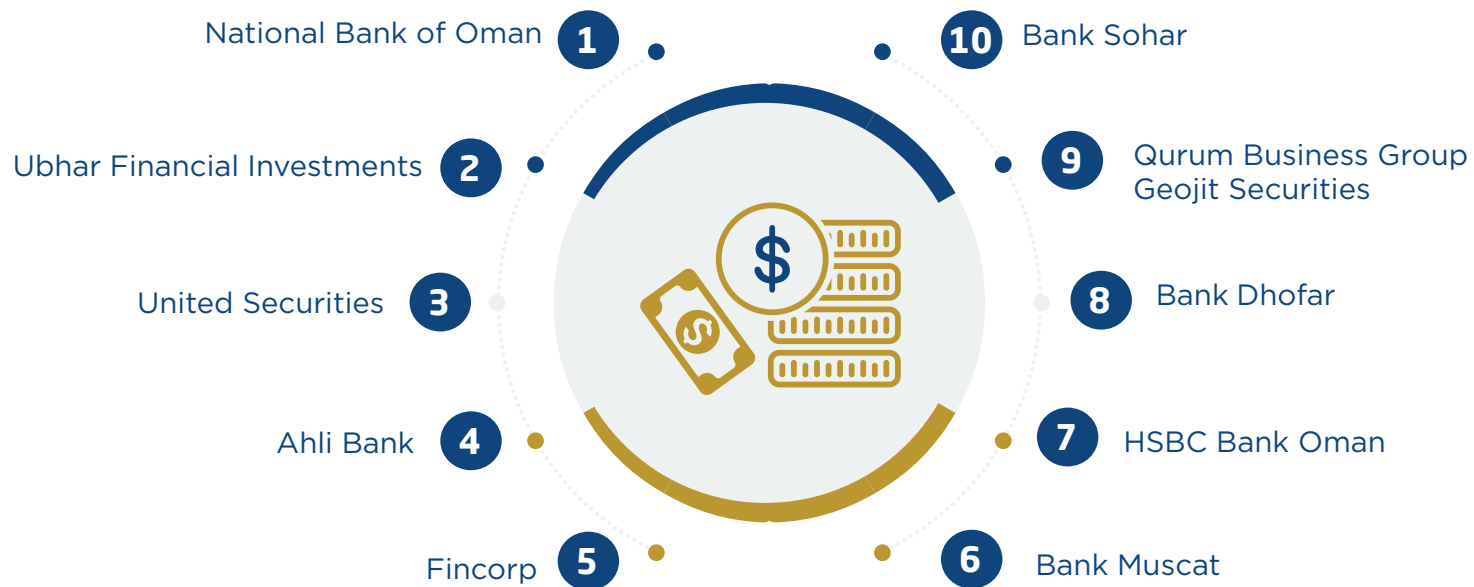 National Bank of Oman 1
Ubhar Financial Investments 2
United Securities 3
Ahli Bank 4
Fincorp 5
10 Bank Sohar
9 Qurum Business Group
Geojit Securities
8 Bank Dhofar
7 HSBC Bank Oman
6 Bank Muscat
$
$